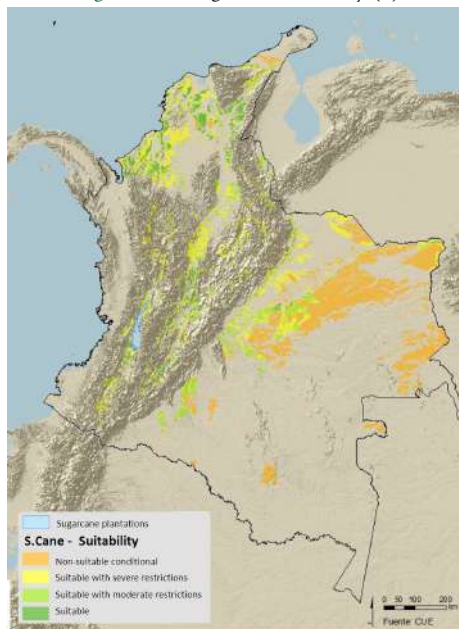 Sugarcane plantations
S.Cane - Suitability
Non-suitable conditional
Suitable with severe restrictions
Suitable with moderate restrictions
Suitable
0 50 100 200
km
Fuente: CUE